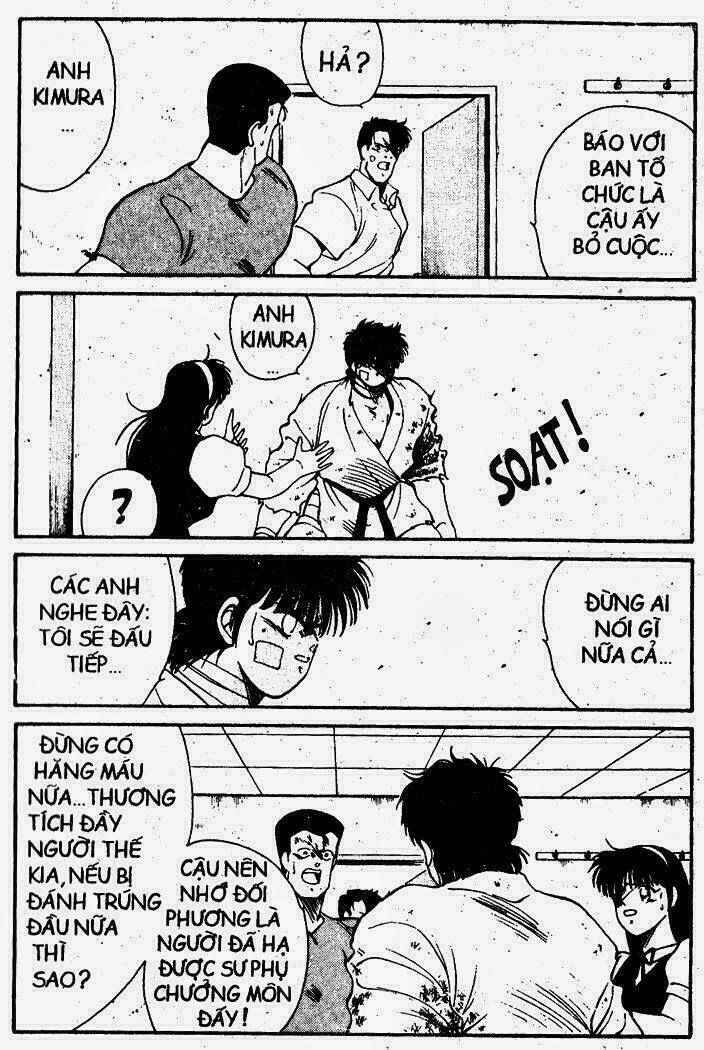 BÁO VỚI
BAN TỔ
CHỨC LÀ
CẬU ẤY
BỎ CUỘC...
HẢ?
ANH
KIMURA
...
SOẠT!
ANH
KIMURA
...
?
ĐỪNG AI
NÓI GÌ
NỮA CẢ...
CÁC ANH
NGHE ĐÂY:
TÔI SẼ ĐẤU
TIẾP...
ĐỪNG CÓ
HĂNG MÁU
NỮA...THƯƠNG
TÍCH ĐẦY
NGƯỜI THẾ
KIA, NẾU BỊ
ĐÁNH TRÚNG
ĐẦU NỮA
THÌ
SAO?
CẬU NÊN
NHỚ ĐỐI
PHƯƠNG LÀ
NGƯỜI ĐÃ HẠ
ĐƯỢC SƯ PHỤ
CHƯỞNG MÔN
ĐẤY!